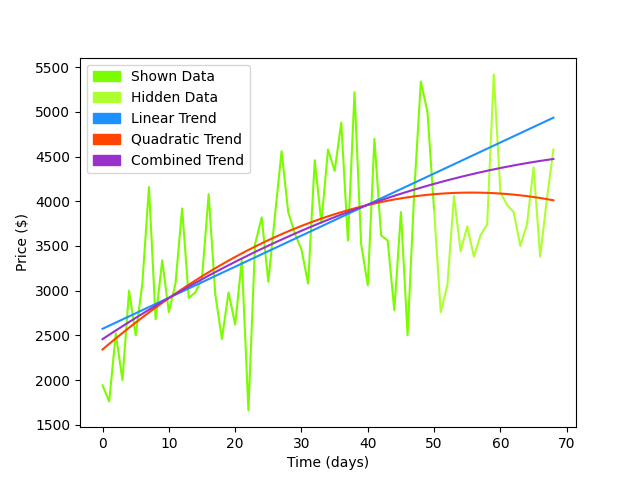 Shown Data
Hidden Data
Linear Trend
Quadratic Trend
Combined Trend
5500
5000
4500
4000
3500
3000
2500
2000
1500
Price ($)
0 10 20 30 40 50 60 70
Time (days)